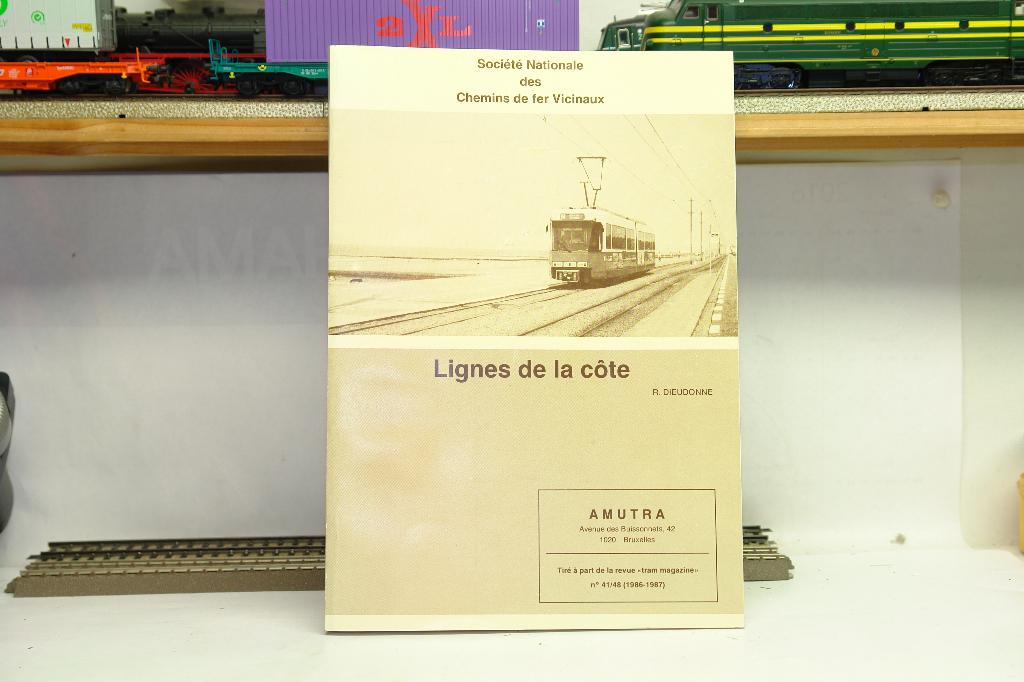 2XL
Société Nationale
des
Chemins de fer Vicinaux
Lignes de la côte
R. DIEUDONNE
AMUTRA
Avenue des Buissonnets, 42
1020 Bruxelles
Tiré à part de la revue «tram magazine»
n° 41/48 (1986-1987)